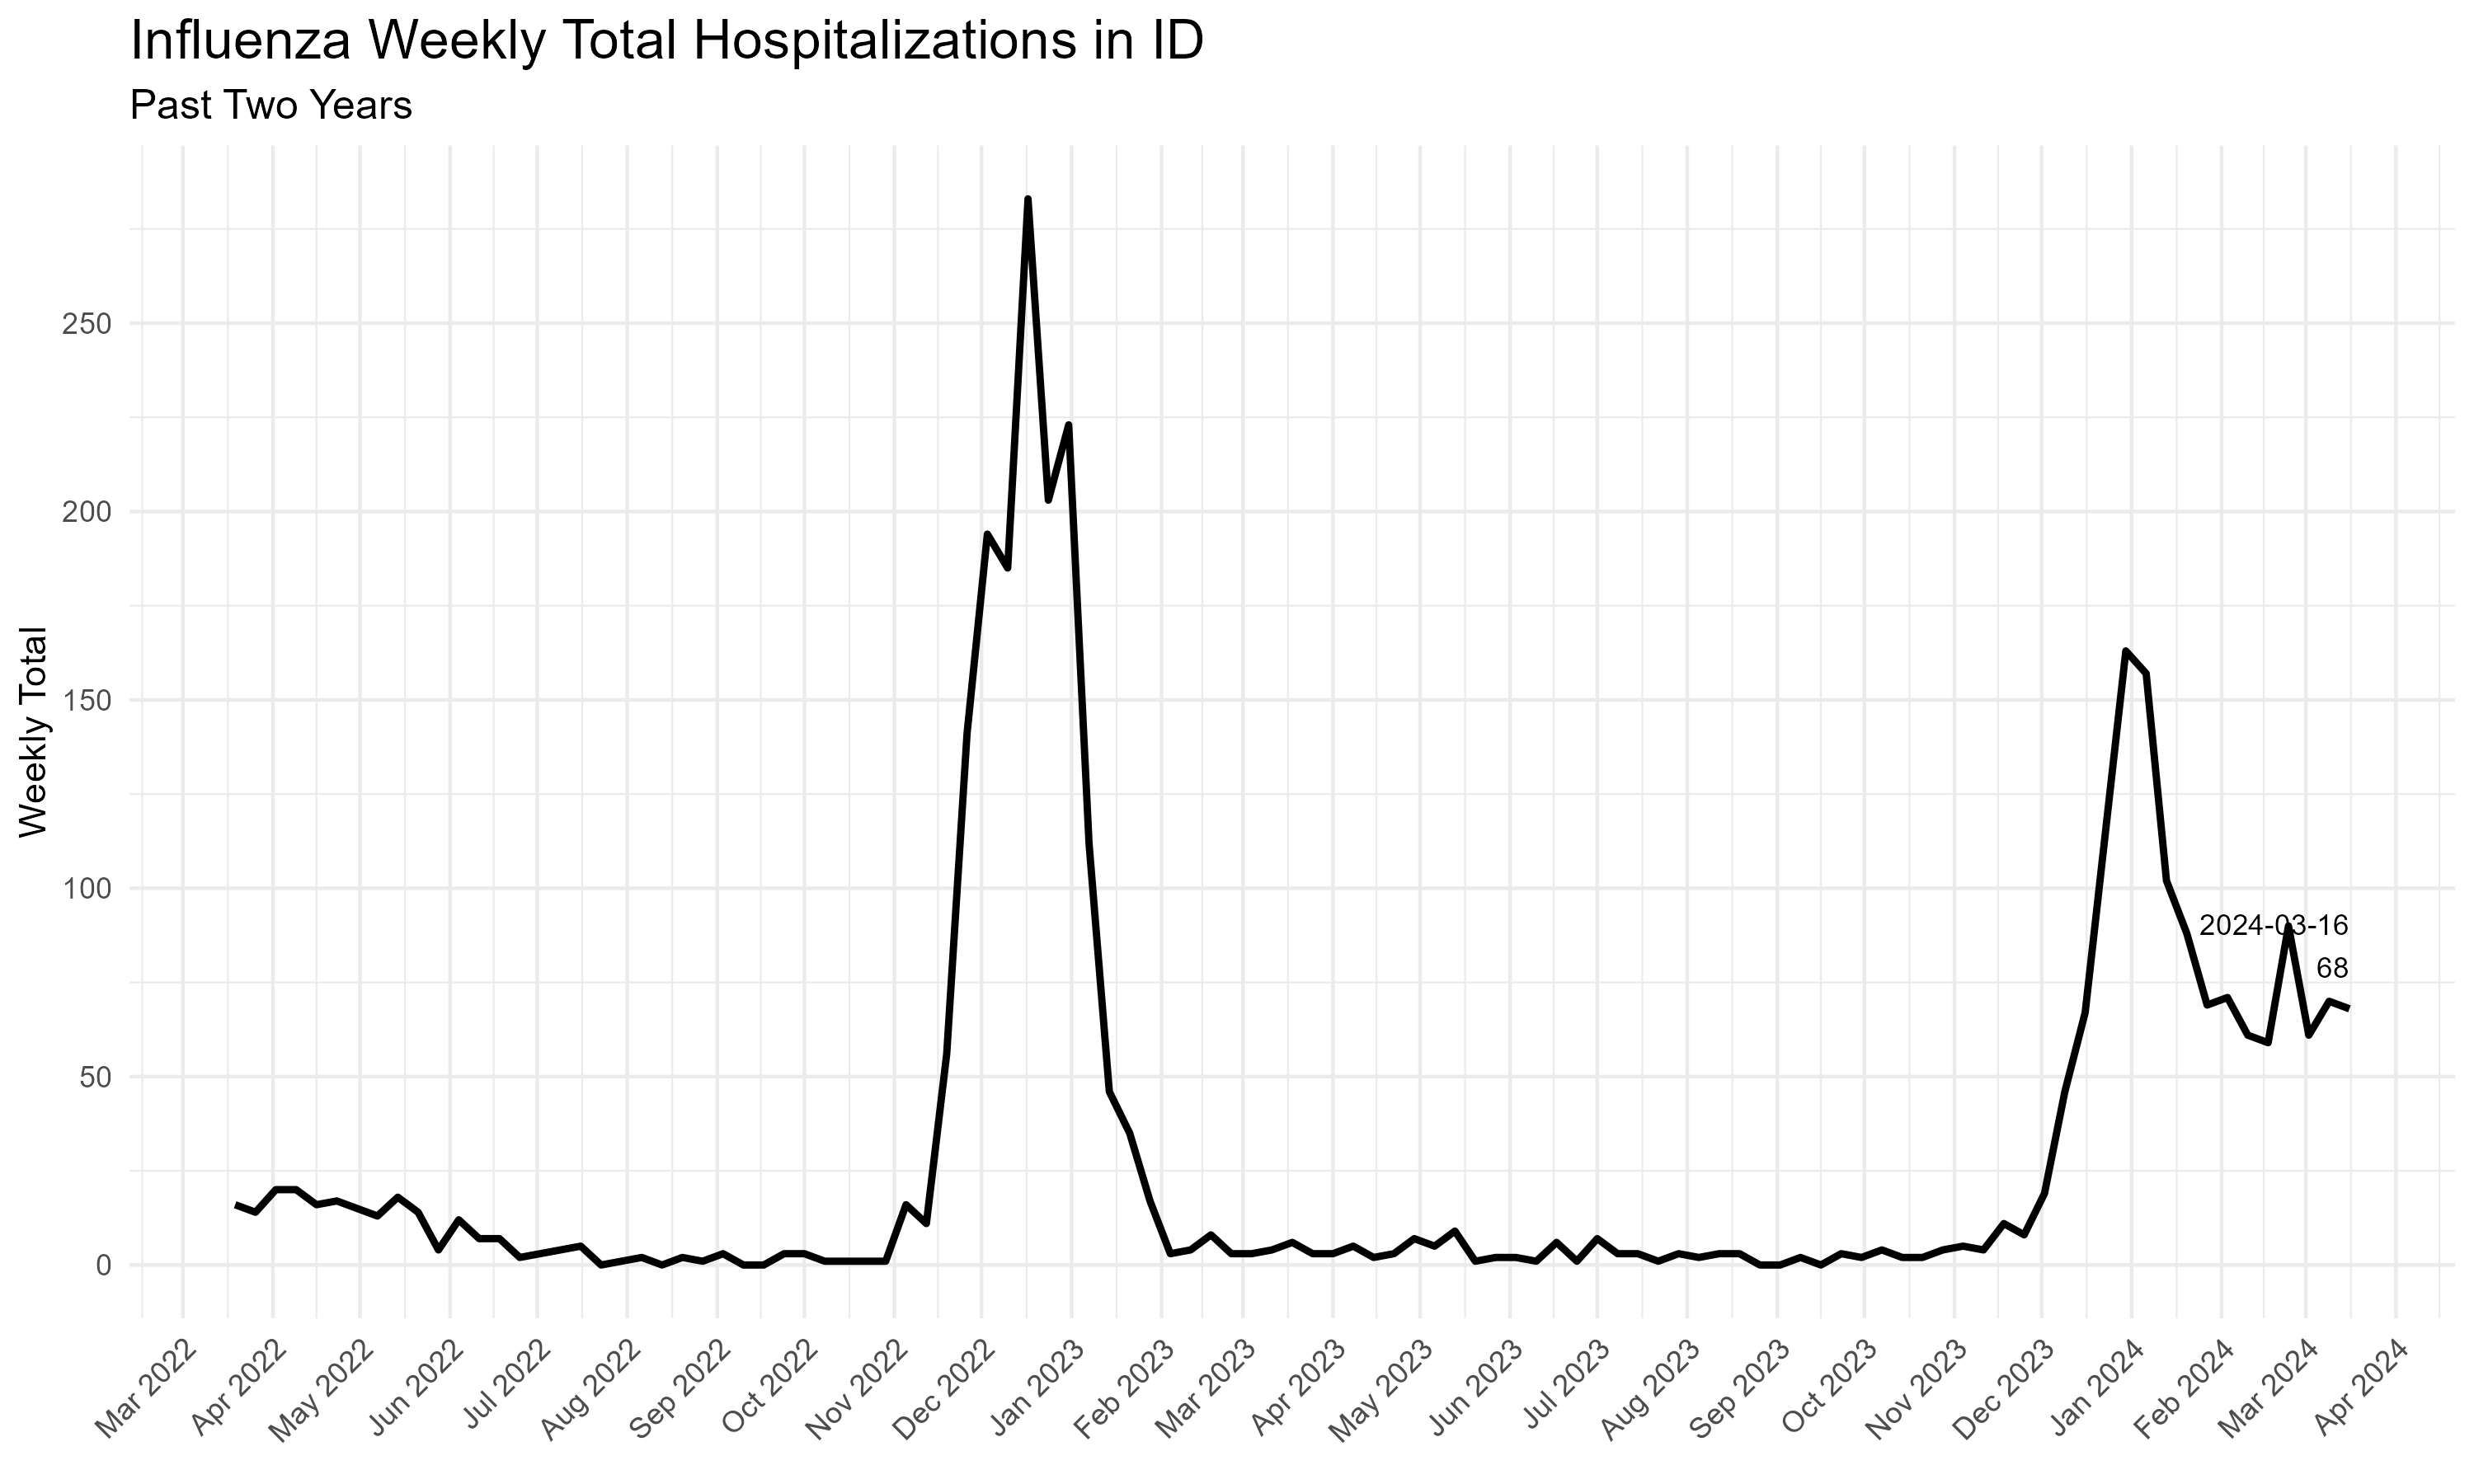 Influenza Weekly Total Hospitalizations in ID
Past Two Years
Weekly Total
250
200
150
100
50
0
2024-03-16
68
Mar 2022
Apr 2022
May 2022
Jun 2022
Jul 2022
Aug 2022
Sep 2022
Oct 2022
Nov 2022
Dec 2022
Jan 2023
Feb 2023
Mar 2023
Apr 2023
May 2023
Jun 2023
Jul 2023
Aug 2023
Sep 2023
Oct 2023
Nov 2023
Dec 2023
Jan 2024
Feb 2024
Mar 2024
Apr 2024